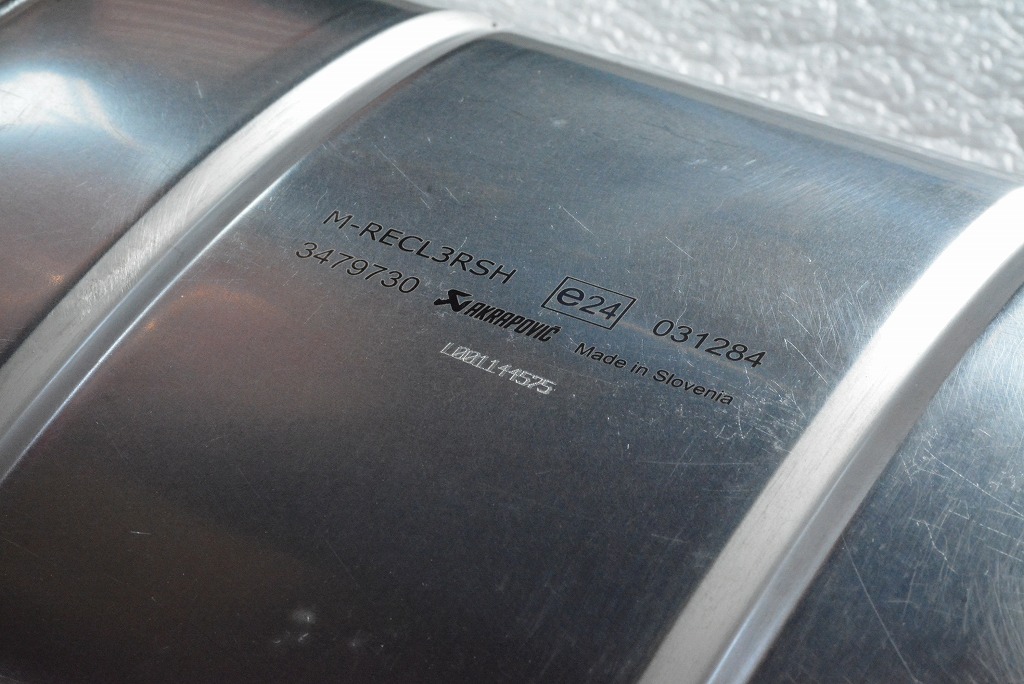 M-RECL3RSH e24 031284
3479730 AKRAPOVIČ Made in Slovenia
L001144575